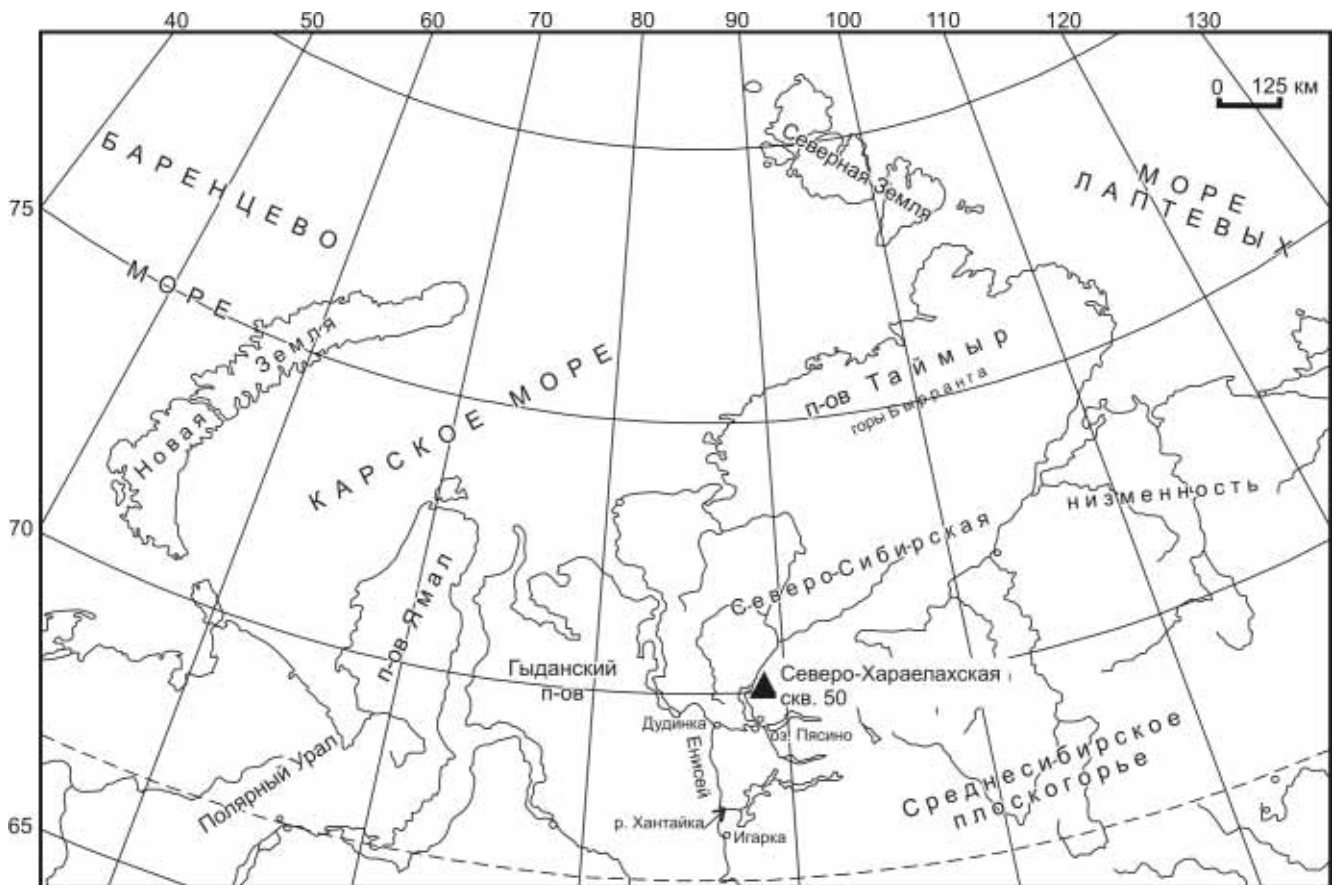 40 50 60 70 80 90 100 110 120 130
0 125 км
75
70
65
БАРЕНЦЕВО
МОРЕ
Северная Земля
МОРЕ
ЛАПТЕВЫХ
Новая Земля
КАРСКОЕ МОРЕ
п-ов Таймыр
горы Бырранга
Северо-Сибирская
низменность
п-ов Ямал
Гыданский
п-ов
Северо-Хараелахская
скв. 50
Дудинка
оз. Пясино
Енисей
Полярный Урал
р. Хантайка
Игарка
Среднесибирское
плоскогорье